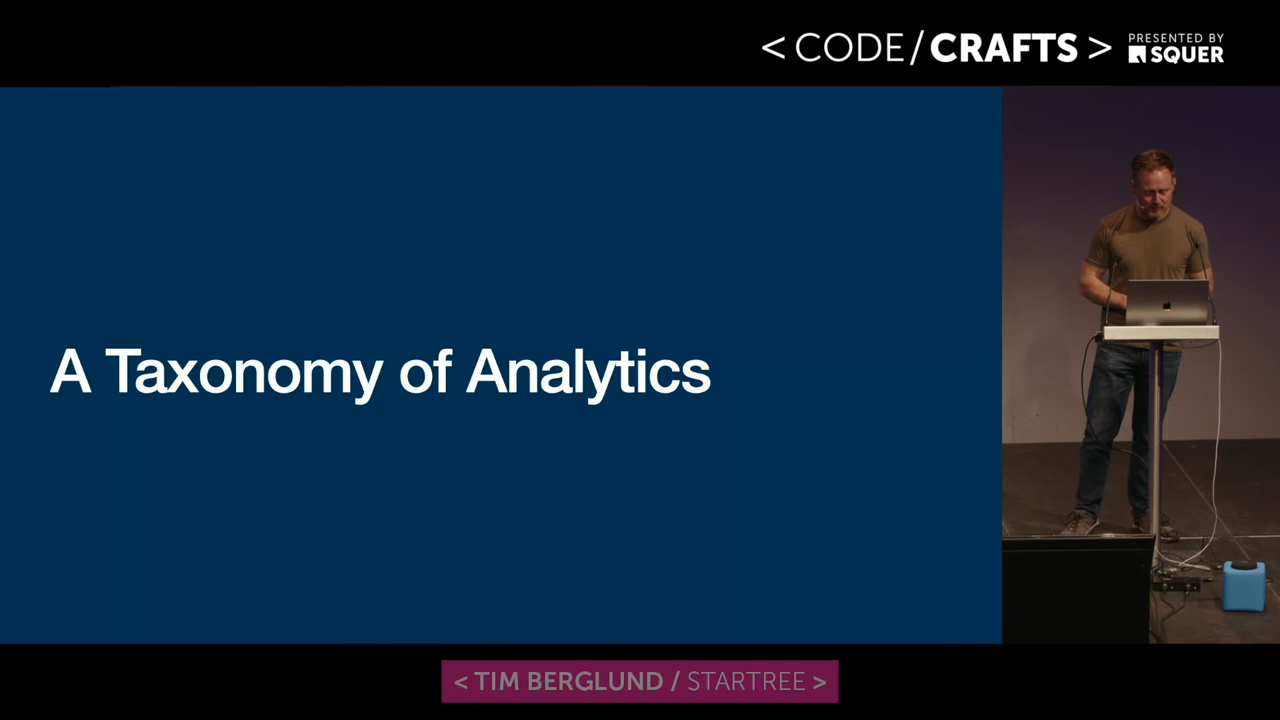 < CODE/CRAFTS >
PRESENTED BY
SQUER
A Taxonomy of Analytics
< TIM BERGLUND / STARTREE >